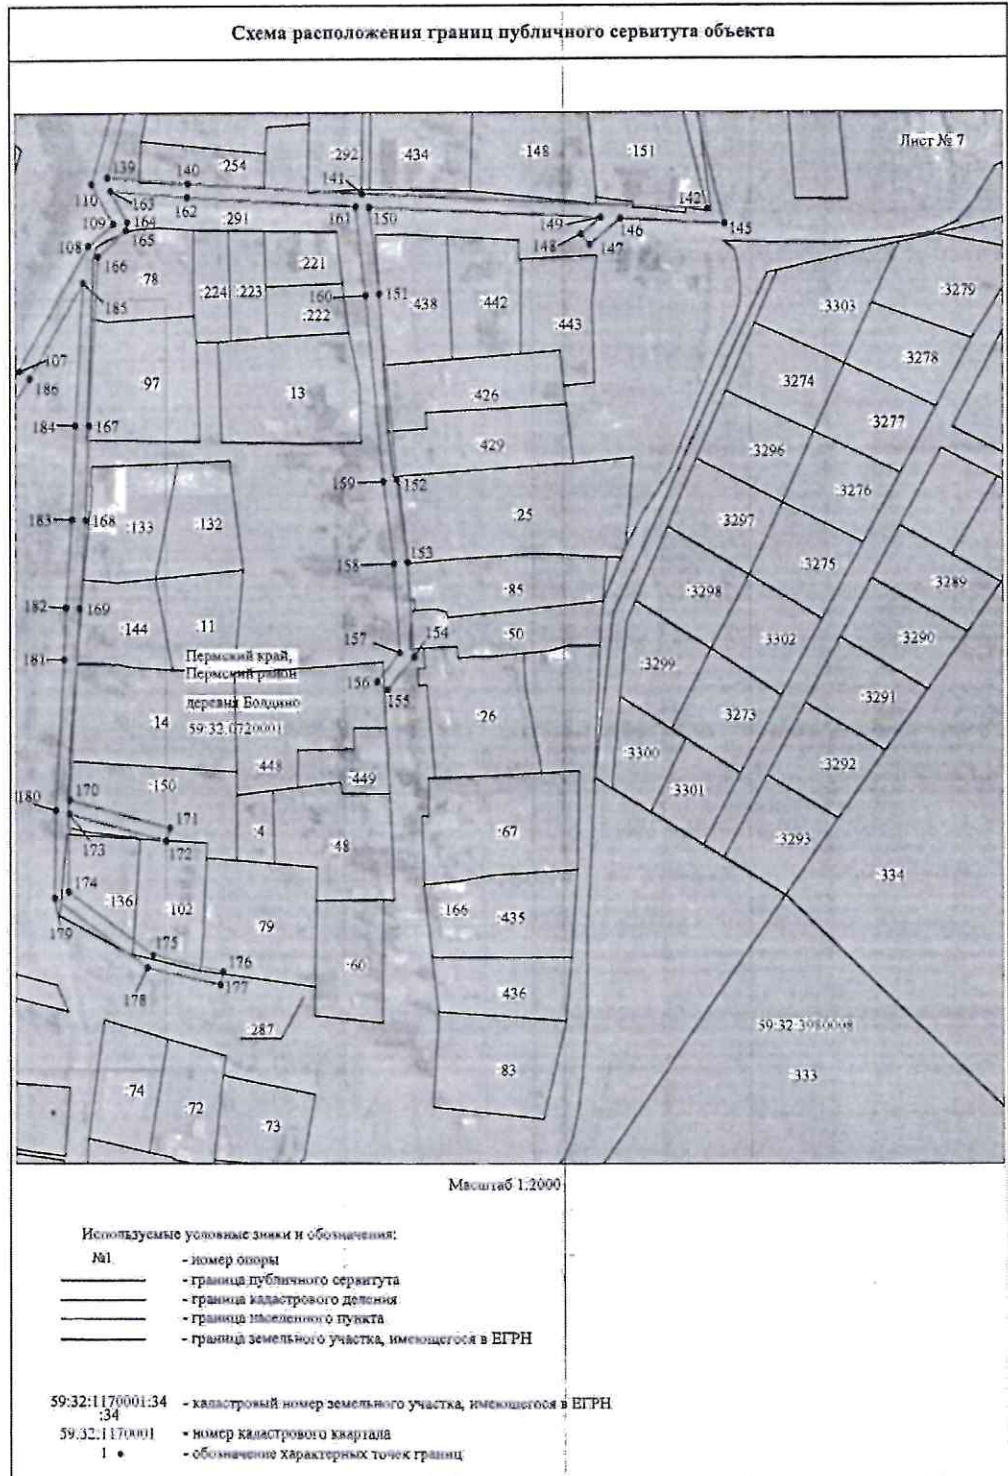 Схема расположения границ публичного сервитута объекта
Лист № 7
:292 :434 :148 :151
:254
139 140 141 142
110 163 162 :291 161 150 149 146 145
109 164 148 147
108 165
166 :78 :221
185 :224 :223 160 151 :438 :442 :3303 :3279
:222 :443
107 :3278
186 :97 13 :426 :3274
:3277
184 167 :429 :3296
159 152 :3276
183 168 :133 :132 :25 :3297
158 153 :3275
:85 :3298 :3289
182 169 :144 :11 :50 :3302 :3290
157 154
181 Пермский край,
Пермский район
156 155 :3299 :3291
деревня Болдино
:14 :26 :3273
59:32:0720001
:448 :3300 :3292
:150 :449 :3301
180 170
171 :4 :48 :67 :3293
173 172
:334
174 :136 :102 :79 :166 :435
179
175 :60
176 :436
178 177
:287 59:32:3980008
:83 :333
:74
:72 :73
Масштаб 1:2000
Используемые условные знаки и обозначения:
№1 - номер опоры
- граница публичного сервитута
- граница кадастрового деления
- граница населенного пункта
- граница земельного участка, имеющегося в ЕГРН
59:32:1170001:34 - кадастровый номер земельного участка, имеющегося в ЕГРН
:34
59:32:1170001 - номер кадастрового квартала
1 - обозначение характерных точек границ